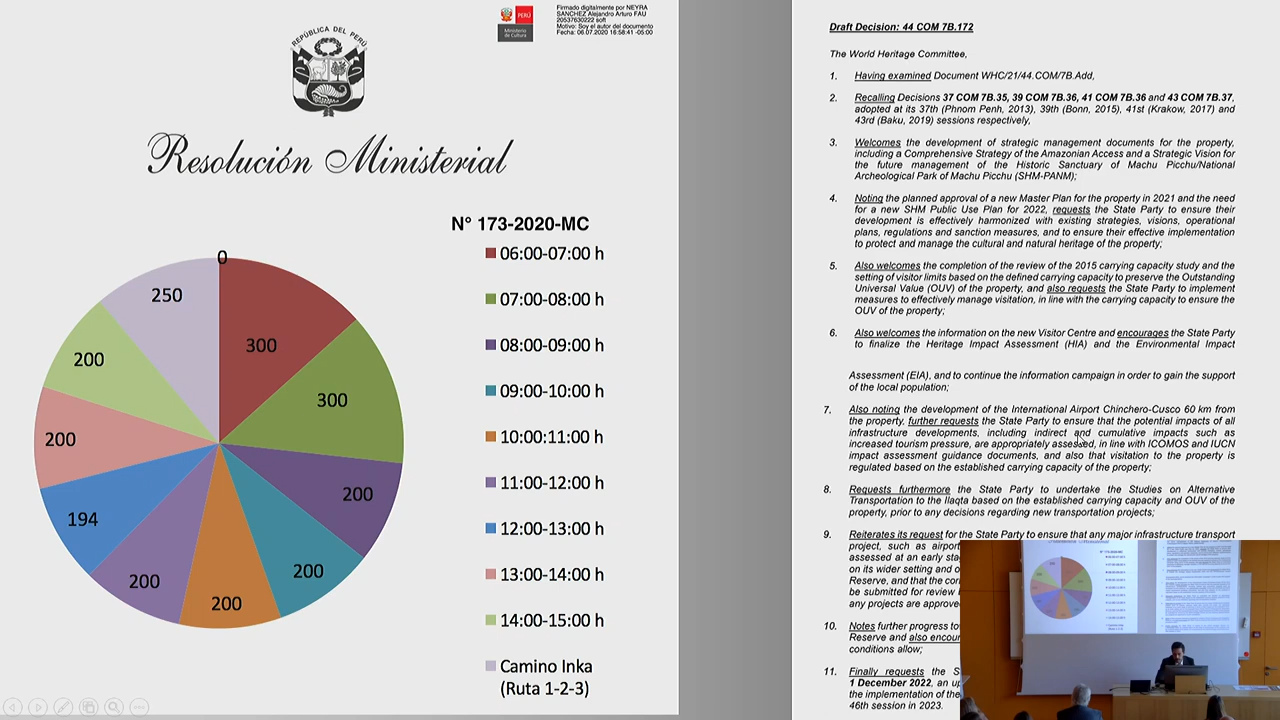 Firmado digitalmente por NEYRA
SANCHEZ Alejandro Arturo FAU
20537630222 soft
Motivo: Soy el autor del documento
Fecha: 06.07.2020 16:58:41 -05:00
PERÚ
Ministerio
de Cultura
REPÚBLICA DEL PERÚ
Resolución Ministerial
N° 173-2020-MC
0
300
300
200
200
200
200
194
200
200
250
06:00-07:00 h
07:00-08:00 h
08:00-09:00 h
09:00-10:00 h
10:00:11:00 h
11:00-12:00 h
12:00-13:00 h
13:00-14:00 h
14:00-15:00 h
Camino Inka
(Ruta 1-2-3)
Draft Decision: 44 COM 7B.172
The World Heritage Committee,
1. Having examined Document WHC/21/44.COM/7B.Add,
2. Recalling Decisions 37 COM 7B.35, 39 COM 7B.36, 41 COM 7B.36 and 43 COM 7B.37,
adopted at its 37th (Phnom Penh, 2013), 39th (Bonn, 2015), 41st (Krakow, 2017) and
43rd (Baku, 2019) sessions respectively,
3. Welcomes the development of strategic management documents for the property,
including a Comprehensive Strategy of the Amazonian Access and a Strategic Vision for
the future management of the Historic Sanctuary of Machu Picchu/National
Archeological Park of Machu Picchu (SHM-PANM);
4. Noting the planned approval of a new Master Plan for the property in 2021 and the need
for a new SHM Public Use Plan for 2022, requests the State Party to ensure their
development is effectively harmonized with existing strategies, visions, operational
plans, regulations and sanction measures, and to ensure their effective implementation
to protect and manage the cultural and natural heritage of the property;
5. Also welcomes the completion of the review of the 2015 carrying capacity study and the
setting of visitor limits based on the defined carrying capacity to preserve the Outstanding
Universal Value (OUV) of the property, and also requests the State Party to implement
measures to effectively manage visitation, in line with the carrying capacity to ensure the
OUV of the property;
6. Also welcomes the information on the new Visitor Centre and encourages the State Party
to finalize the Heritage Impact Assessment (HIA) and the Environmental Impact
Assessment (EIA), and to continue the information campaign in order to gain the support
of the local population;
7. Also noting the development of the International Airport Chinchero-Cusco 60 km from
the property, further requests the State Party to ensure that the potential impacts of all
infrastructure developments, including indirect and cumulative impacts such as
increased tourism pressure, are appropriately assessed, in line with ICOMOS and IUCN
impact assessment guidance documents, and also that visitation to the property is
regulated based on the established carrying capacity of the property;
8. Requests furthermore the State Party to undertake the Studies on Alternative
Transportation to the llaqta based on the established carrying capacity and OUV of the
property, prior to any decisions regarding new transportation projects;
9. Reiterates its request for the State Party to ensure that any major infrastructure transport
project, such as airport
assessed at an early sta
on its wider setting and o
Reserve, and that the cor
be submitted for review
any projects are approve
10. Notes further progress to
Reserve and also encour
conditions allow;
11. Finally requests the S
1 December 2022, an up
the implementation of the
46th session in 2023.